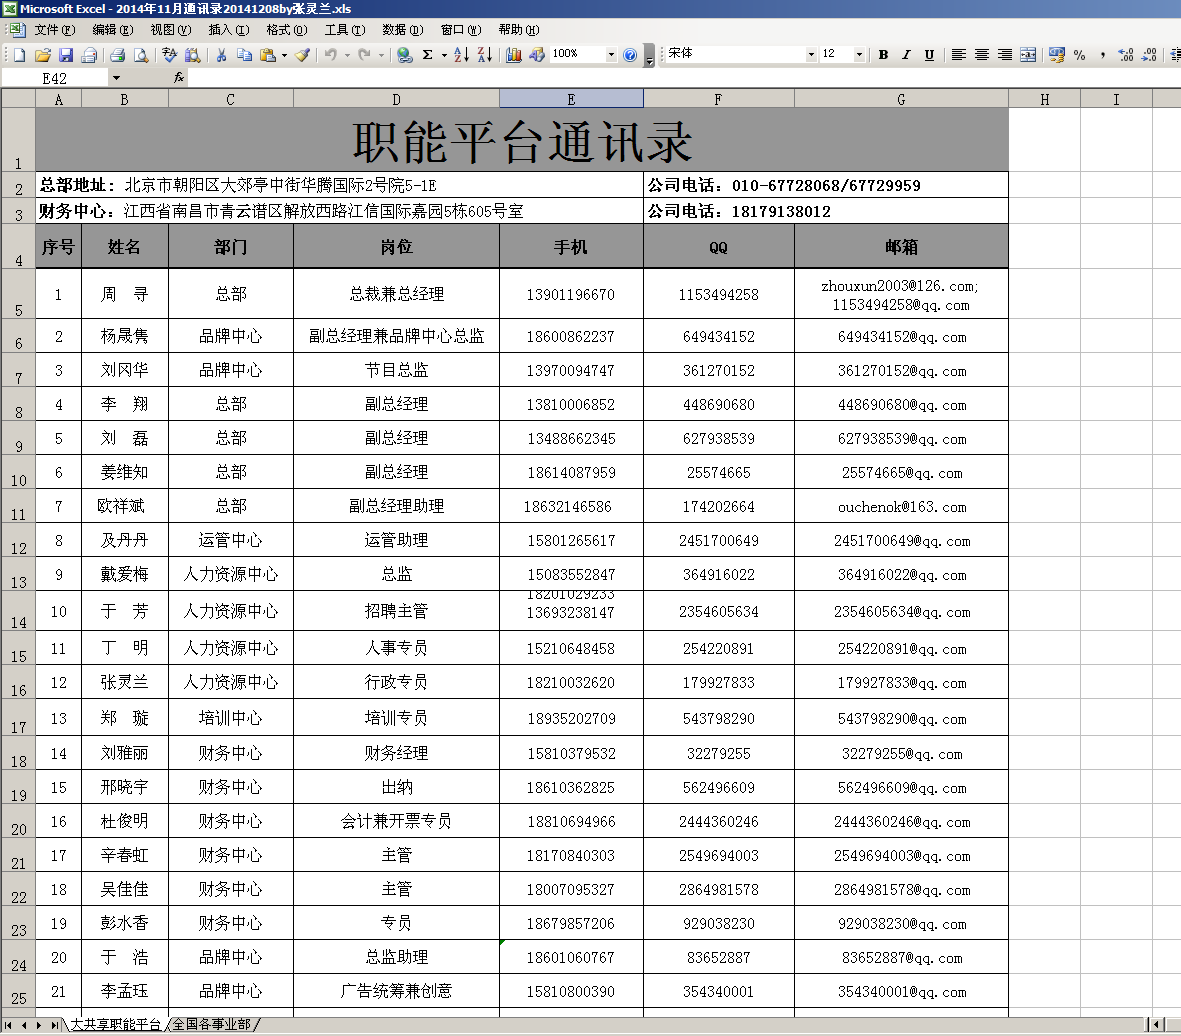 Microsoft Excel - 2014年11月通讯录20141208by张灵兰.xls
文件(F) 编辑(E) 视图(V) 插入(I) 格式(O) 工具(T) 数据(D) 窗口(W) 帮助(H)
100% 宋体 12 B I U
E42 fx
A B C D E F G H I
1 职能平台通讯录
2 总部地址: 北京市朝阳区大郊亭中街华腾国际2号院5-1E 公司电话: 010-67728068/67729959
3 财务中心: 江西省南昌市青云谱区解放西路江信国际嘉园5栋605号室 公司电话: 18179138012
4 序号 姓名 部门 岗位 手机 QQ 邮箱
5 1 周 寻 总部 总裁兼总经理 13901196670 1153494258 zhouxun2003@126.com;
1153494258@qq.com
6 2 杨晟隽 品牌中心 副总经理兼品牌中心总监 18600862237 649434152 649434152@qq.com
7 3 刘冈华 品牌中心 节目总监 13970094747 361270152 361270152@qq.com
8 4 李 翔 总部 副总经理 13810006852 448690680 448690680@qq.com
9 5 刘 磊 总部 副总经理 13488662345 627938539 627938539@qq.com
10 6 姜维知 总部 副总经理 18614087959 25574665 25574665@qq.com
11 7 欧祥斌 总部 副总经理助理 18632146586 174202664 ouchenok@163.com
12 8 及丹丹 运管中心 运管助理 15801265617 2451700649 2451700649@qq.com
13 9 戴爱梅 人力资源中心 总监 15083552847 364916022 364916022@qq.com
18201029233
14 10 于 芳 人力资源中心 招聘主管 13693238147 2354605634 2354605634@qq.com
15 11 丁 明 人力资源中心 人事专员 15210648458 254220891 254220891@qq.com
16 12 张灵兰 人力资源中心 行政专员 18210032620 179927833 179927833@qq.com
17 13 郑 璇 培训中心 培训专员 18935202709 543798290 543798290@qq.com
18 14 刘雅丽 财务中心 财务经理 15810379532 32279255 32279255@qq.com
19 15 邢晓宇 财务中心 出纳 18610362825 562496609 562496609@qq.com
20 16 杜俊明 财务中心 会计兼开票专员 18810694966 2444360246 2444360246@qq.com
21 17 辛春虹 财务中心 主管 18170840303 2549694003 2549694003@qq.com
22 18 吴佳佳 财务中心 主管 18007095327 2864981578 2864981578@qq.com
23 19 彭水香 财务中心 专员 18679857206 929038230 929038230@qq.com
24 20 于 浩 品牌中心 总监助理 18601060767 83652887 83652887@qq.com
25 21 李孟珏 品牌中心 广告统筹兼创意 15810800390 354340001 354340001@qq.com
大共享职能平台 全国各事业部